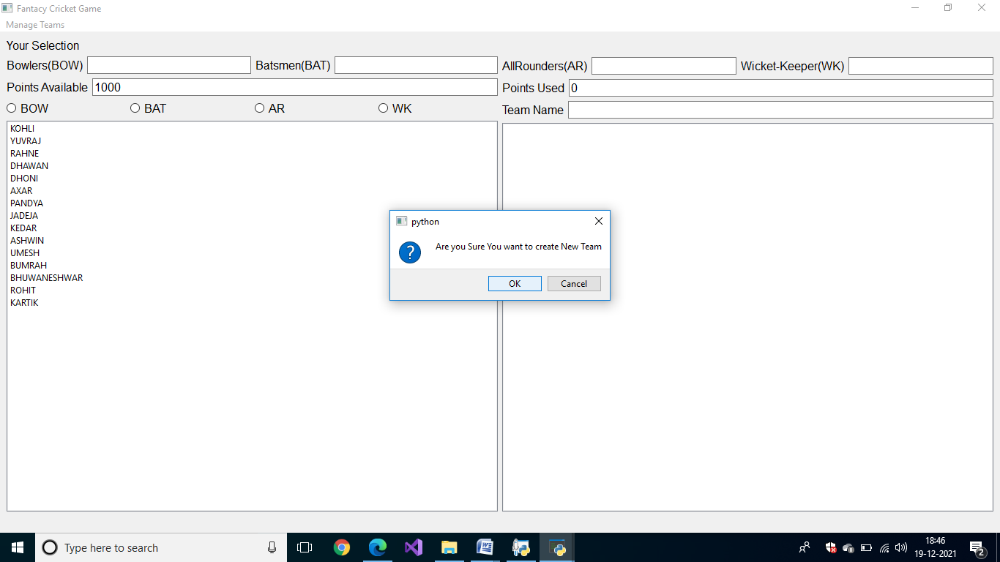 Fantacy Cricket Game
Manage Teams
Your Selection
Bowlers(BOW) Batsmen(BAT) AllRounders(AR) Wicket-Keeper(WK)
Points Available 1000 Points Used 0
BOW BAT AR WK Team Name
KOHLI
YUVRAJ
RAHNE
DHAWAN
DHONI
AXAR
PANDYA
JADEJA
KEDAR
ASHWIN
UMESH
BUMRAH
BHUWANESHWAR
ROHIT
KARTIK
python
Are you Sure You want to create New Team
OK Cancel
Type here to search
18:46
19-12-2021
2